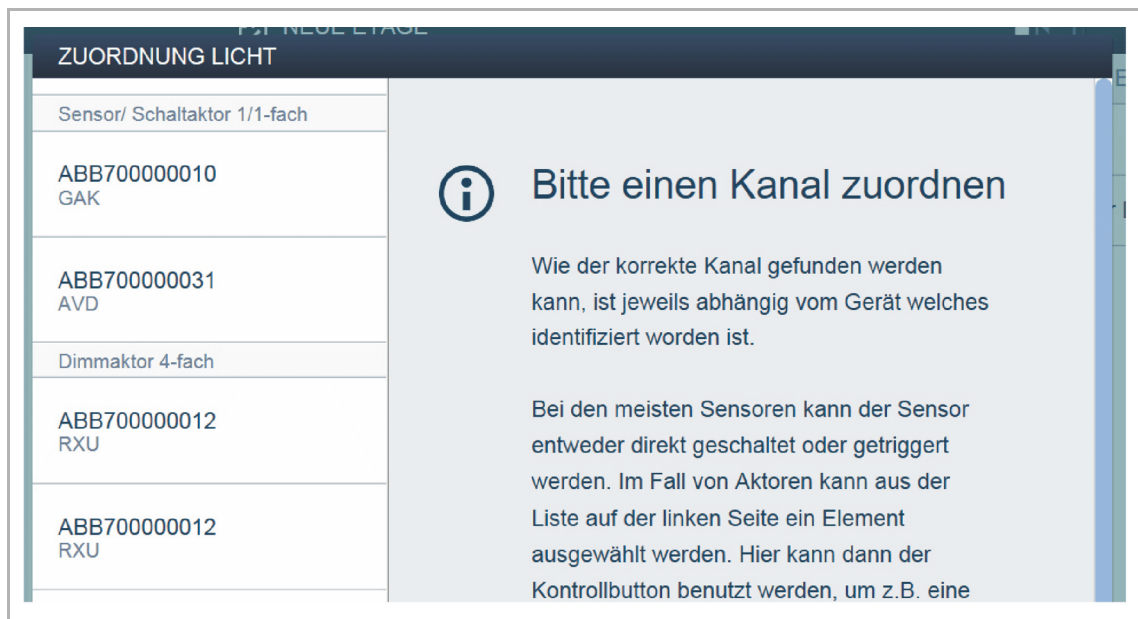 NEUE ETAGE
ZUORDNUNG LICHT
Sensor/ Schaltaktor 1/1-fach
ABB700000010
GAK
ABB700000031
AVD
Dimmaktor 4-fach
ABB700000012
RXU
ABB700000012
RXU
Bitte einen Kanal zuordnen
Wie der korrekte Kanal gefunden werden
kann, ist jeweils abhängig vom Gerät welches
identifiziert worden ist.
Bei den meisten Sensoren kann der Sensor
entweder direkt geschaltet oder getriggert
werden. Im Fall von Aktoren kann aus der
Liste auf der linken Seite ein Element
ausgewählt werden. Hier kann dann der
Kontrollbutton benutzt werden, um z.B. eine